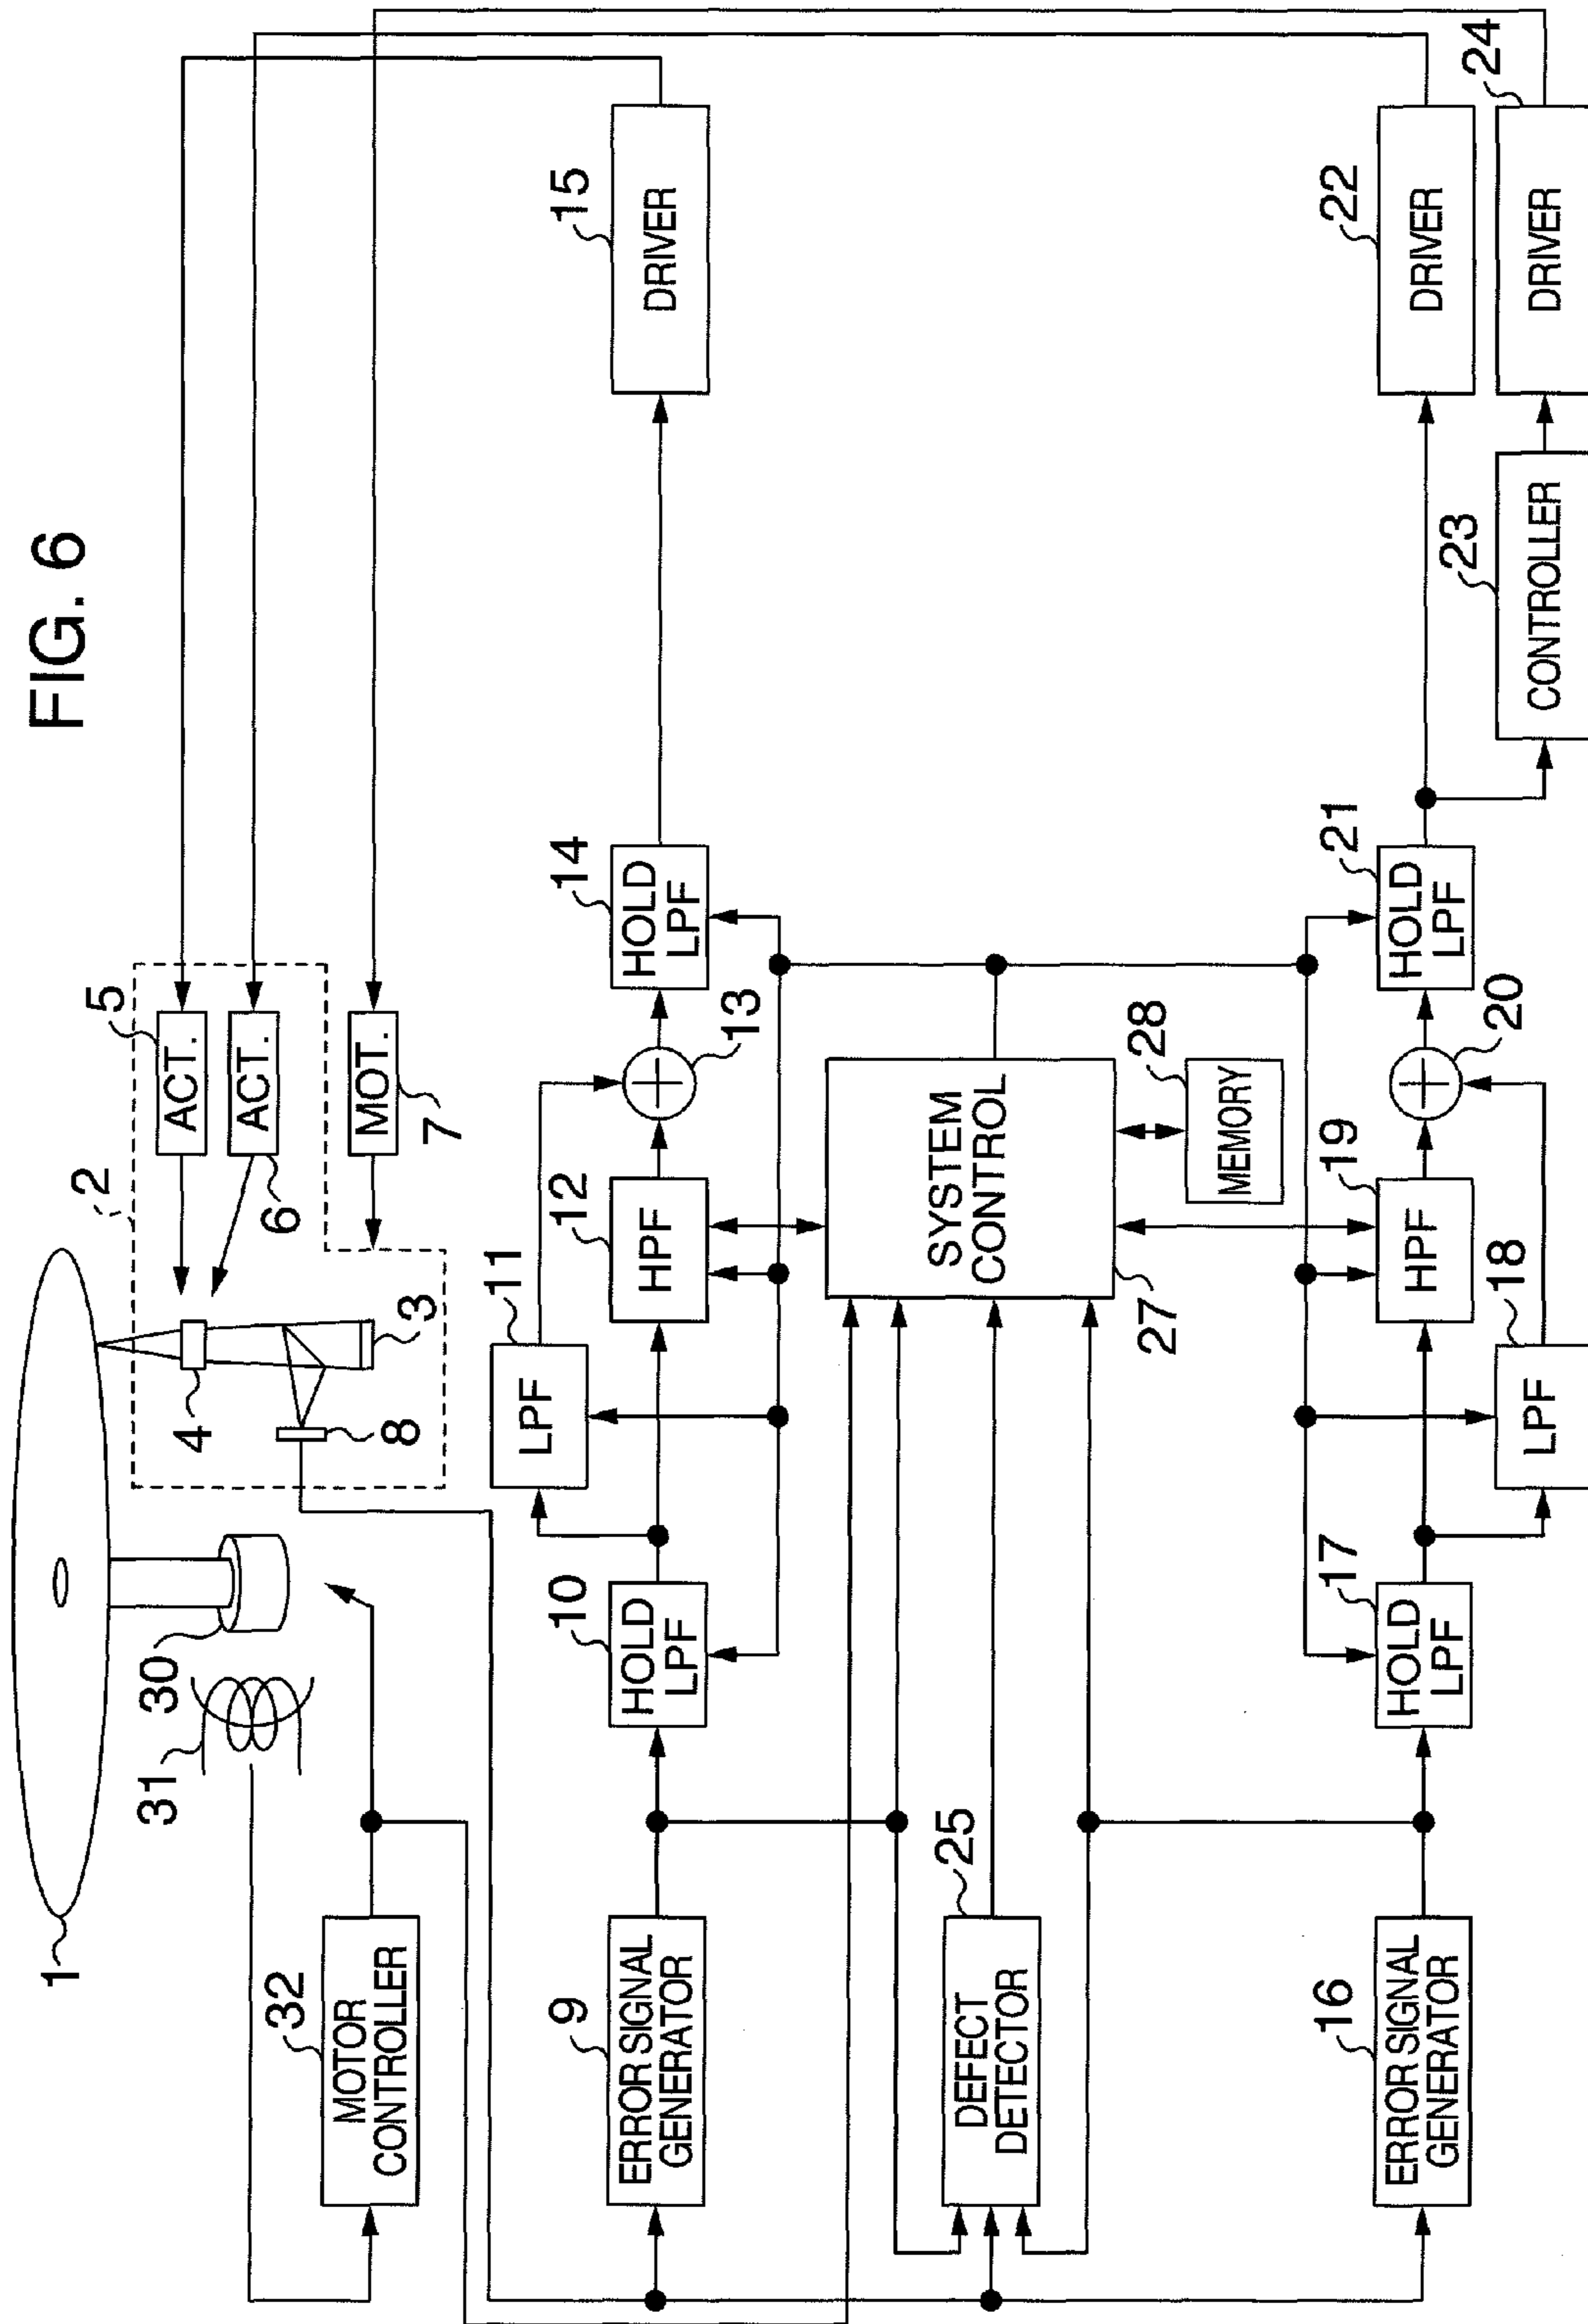 FIG. 6
1
2
5
ACT.
ACT.
6
MOT.
7
4
3
8
30
31
32
MOTOR
CONTROLLER
9
ERROR SIGNAL
GENERATOR
10
HOLD
LPF
11
LPF
12
HPF
13
14
HOLD
LPF
15
DRIVER
25
DEFECT
DETECTOR
SYSTEM
CONTROL
27
28
MEMORY
16
ERROR SIGNAL
GENERATOR
17
HOLD
LPF
18
LPF
19
HPF
20
21
HOLD
LPF
22
DRIVER
23
CONTROLLER
24
DRIVER